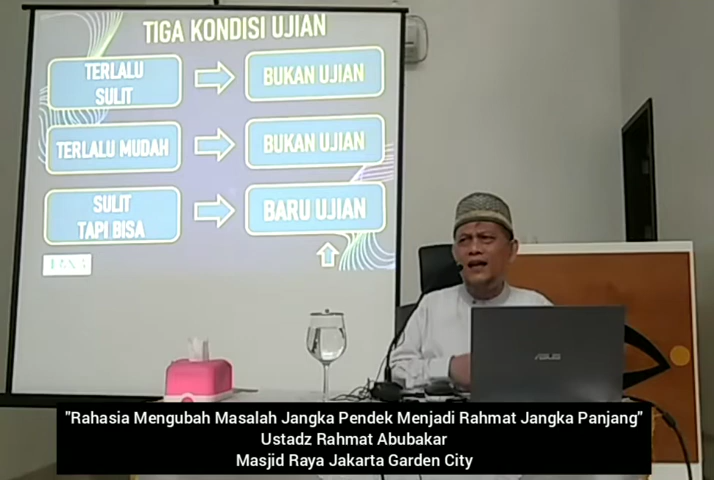 TIGA KONDISI UJIAN
TERLALU
SULIT
BUKAN UJIAN
TERLALU MUDAH
BUKAN UJIAN
SULIT
TAPI BISA
BARU UJIAN
ASUS
"Rahasia Mengubah Masalah Jangka Pendek Menjadi Rahmat Jangka Panjang"
Ustadz Rahmat Abubakar
Masjid Raya Jakarta Garden City